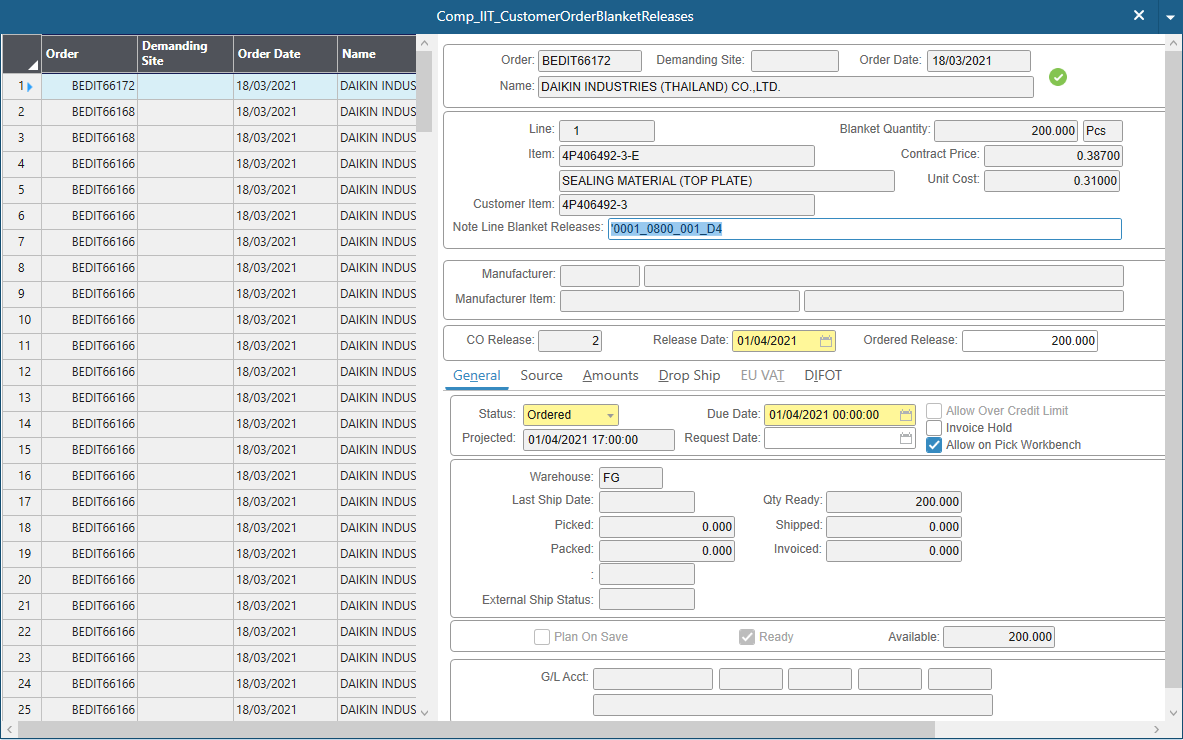 Comp_IIT_CustomerOrderBlanketReleases
Order Demanding Site Order Date Name
1 BEDIT66172 18/03/2021 DAIKIN INDUS
2 BEDIT66168 18/03/2021 DAIKIN INDUS
3 BEDIT66168 18/03/2021 DAIKIN INDUS
4 BEDIT66166 18/03/2021 DAIKIN INDUS
5 BEDIT66166 18/03/2021 DAIKIN INDUS
6 BEDIT66166 18/03/2021 DAIKIN INDUS
7 BEDIT66166 18/03/2021 DAIKIN INDUS
8 BEDIT66166 18/03/2021 DAIKIN INDUS
9 BEDIT66166 18/03/2021 DAIKIN INDUS
10 BEDIT66166 18/03/2021 DAIKIN INDUS
11 BEDIT66166 18/03/2021 DAIKIN INDUS
12 BEDIT66166 18/03/2021 DAIKIN INDUS
13 BEDIT66166 18/03/2021 DAIKIN INDUS
14 BEDIT66166 18/03/2021 DAIKIN INDUS
15 BEDIT66166 18/03/2021 DAIKIN INDUS
16 BEDIT66166 18/03/2021 DAIKIN INDUS
17 BEDIT66166 18/03/2021 DAIKIN INDUS
18 BEDIT66166 18/03/2021 DAIKIN INDUS
19 BEDIT66166 18/03/2021 DAIKIN INDUS
20 BEDIT66166 18/03/2021 DAIKIN INDUS
21 BEDIT66166 18/03/2021 DAIKIN INDUS
22 BEDIT66166 18/03/2021 DAIKIN INDUS
23 BEDIT66166 18/03/2021 DAIKIN INDUS
24 BEDIT66166 18/03/2021 DAIKIN INDUS
25 BEDIT66166 18/03/2021 DAIKIN INDUS
Order: BEDIT66172 Demanding Site: Order Date: 18/03/2021
Name: DAIKIN INDUSTRIES (THAILAND) CO.,LTD.
Line: 1 Blanket Quantity: 200.000 Pcs
Item: 4P406492-3-E Contract Price: 0.38700
SEALING MATERIAL (TOP PLATE) Unit Cost: 0.31000
Customer Item: 4P406492-3
Note Line Blanket Releases: '0001_0800_001_D4
Manufacturer:
Manufacturer Item:
CO Release: 2 Release Date: 01/04/2021 Ordered Release: 200.000
General Source Amounts Drop Ship EU VAT DIFOT
Status: Ordered Due Date: 01/04/2021 00:00:00 Allow Over Credit Limit
Invoice Hold
Projected: 01/04/2021 17:00:00 Request Date: Allow on Pick Workbench
Warehouse: FG
Last Ship Date: Qty Ready: 200.000
Picked: 0.000 Shipped: 0.000
Packed: 0.000 Invoiced: 0.000
:
External Ship Status:
Plan On Save Ready Available: 200.000
G/L Acct: